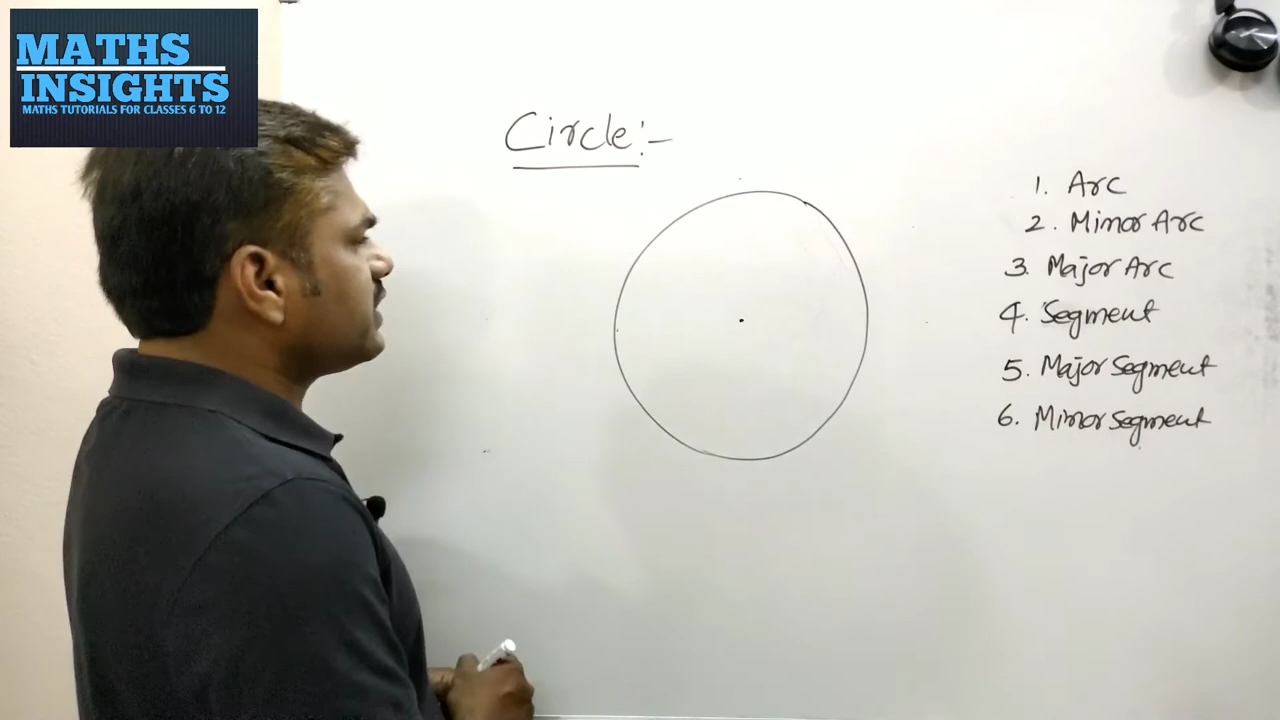 MATHS
INSIGHTS
MATHS TUTORIALS FOR CLASSES 6 TO 12
Circle:-
1. Arc
2. Minor Arc
3. Major Arc
4. Segment
5. Major Segment
6. Minor Segment